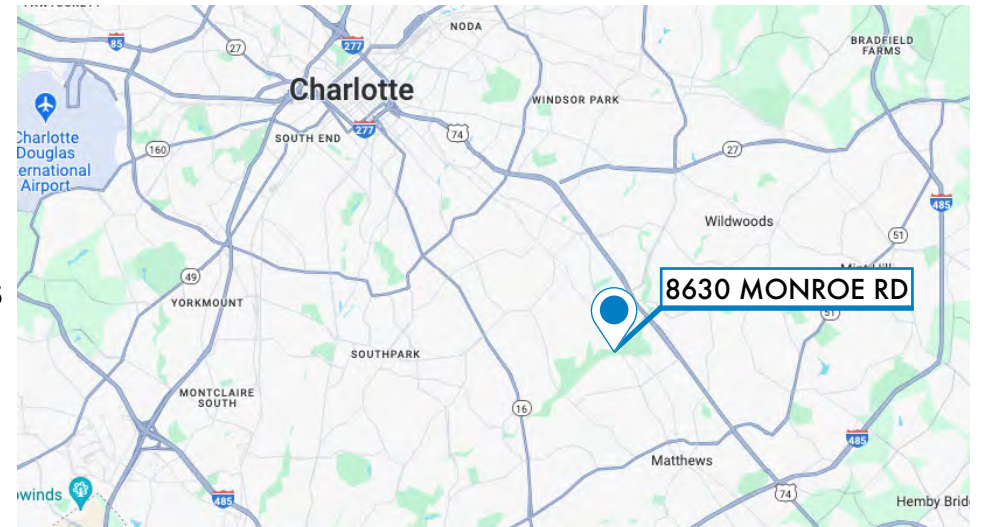 NODA
BRADFIELD
FARMS
85
27
277
Charlotte
WINDSOR PARK
277
74
SOUTH END
Charlotte
Douglas
ernational
Airport
160
27
485
Wildwoods
51
49
8630 MONROE RD
S
YORKMOUNT
51
SOUTHPARK
MONTCLAIRE
SOUTH
16
485
Matthews
owinds
485
74
Hemby Brid